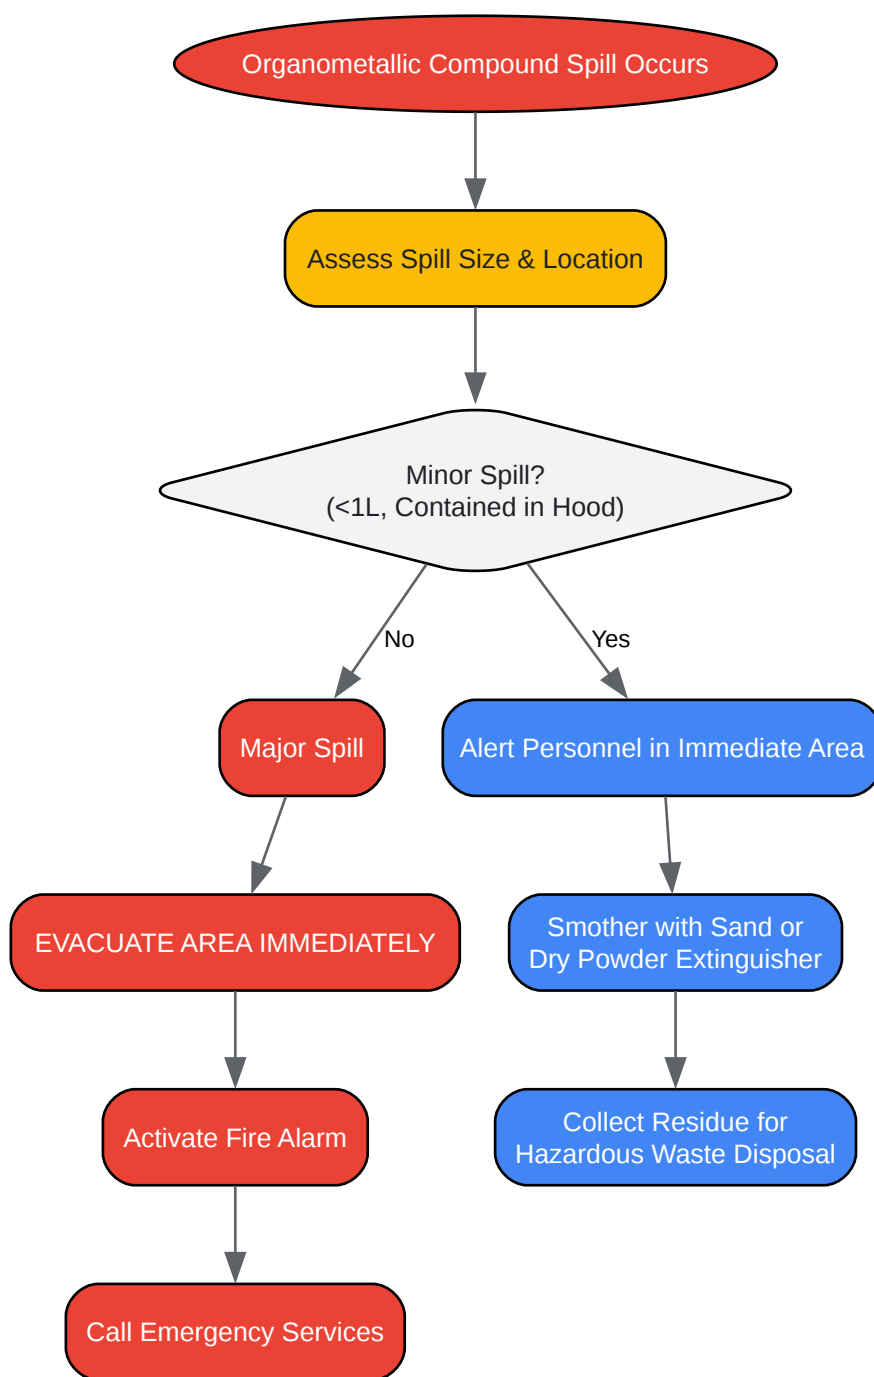 Organometallic Compound Spill Occurs
Assess Spill Size & Location
Minor Spill?
(<1L, Contained in Hood)
No
Yes
Major Spill
Alert Personnel in Immediate Area
EVACUATE AREA IMMEDIATELY
Smother with Sand or
Dry Powder Extinguisher
Activate Fire Alarm
Collect Residue for
Hazardous Waste Disposal
Call Emergency Services